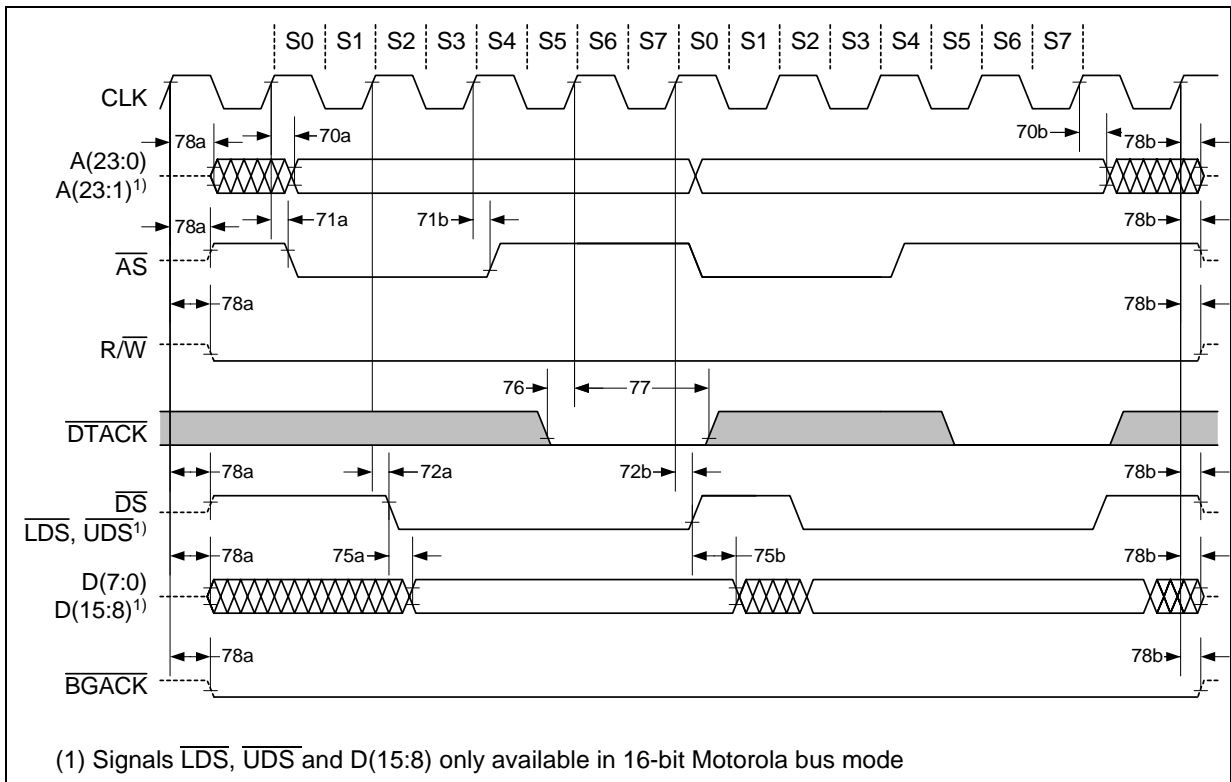 S0 S1 S2 S3 S4 S5 S6 S7 S0 S1 S2 S3 S4 S5 S6 S7
CLK
78a 70a 70b 78b
A(23:0)
A(23:1)1)
78a 71a 71b 78b
AS
78a 78b
R/W
76 77
DTACK
78a 72a 72b 78b
DS
LDS, UDS1)
78a 75a 75b 78b
D(7:0)
D(15:8)1)
78a 78b
BGACK
(1) Signals LDS, UDS and D(15:8) only available in 16-bit Motorola bus mode